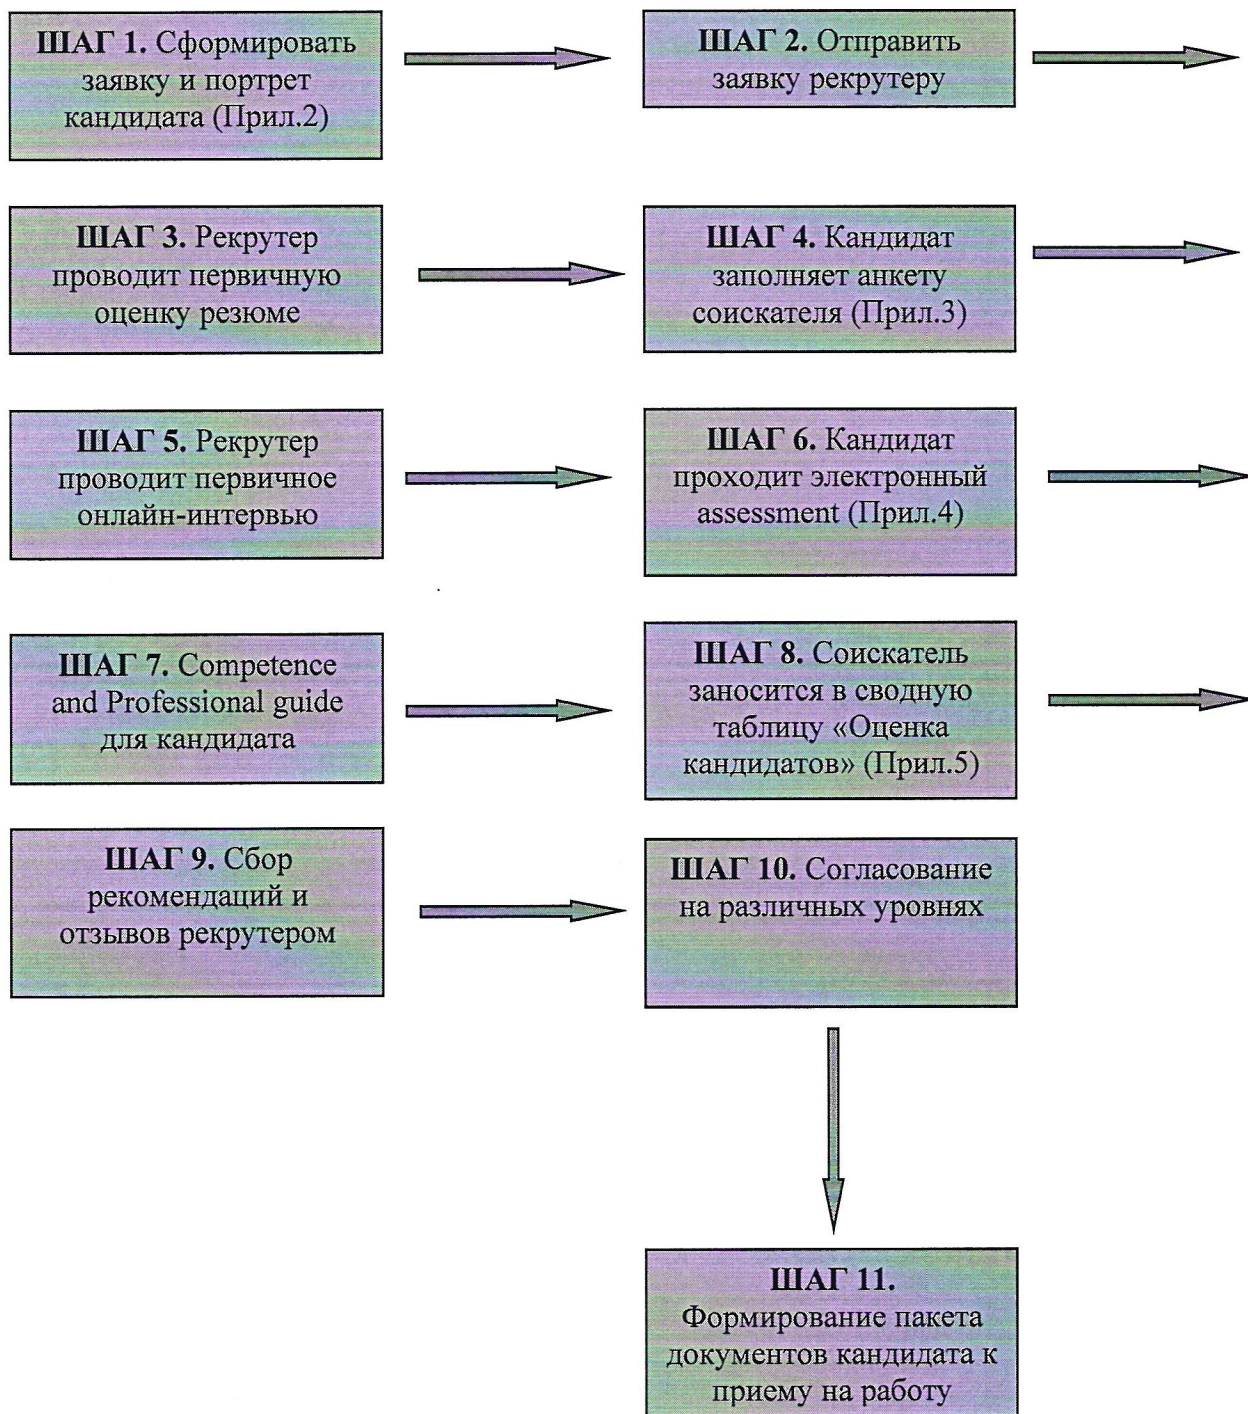 ШАГ 1. Сформировать
заявку и портрет
кандидата (Прил.2)
ШАГ 2. Отправить
заявку рекрутеру
ШАГ 3. Рекрутер
проводит первичную
оценку резюме
ШАГ 4. Кандидат
заполняет анкету
соискателя (Прил.3)
ШАГ 5. Рекрутер
проводит первичное
онлайн-интервью
ШАГ 6. Кандидат
проходит электронный
assessment (Прил.4)
ШАГ 7. Competence
and Professional guide
для кандидата
ШАГ 8. Соискатель
заносится в сводную
таблицу «Оценка
кандидатов» (Прил.5)
ШАГ 9. Сбор
рекомендаций и
отзывов рекрутером
ШАГ 10. Согласование
на различных уровнях
ШАГ 11.
Формирование пакета
документов кандидата к
приему на работу